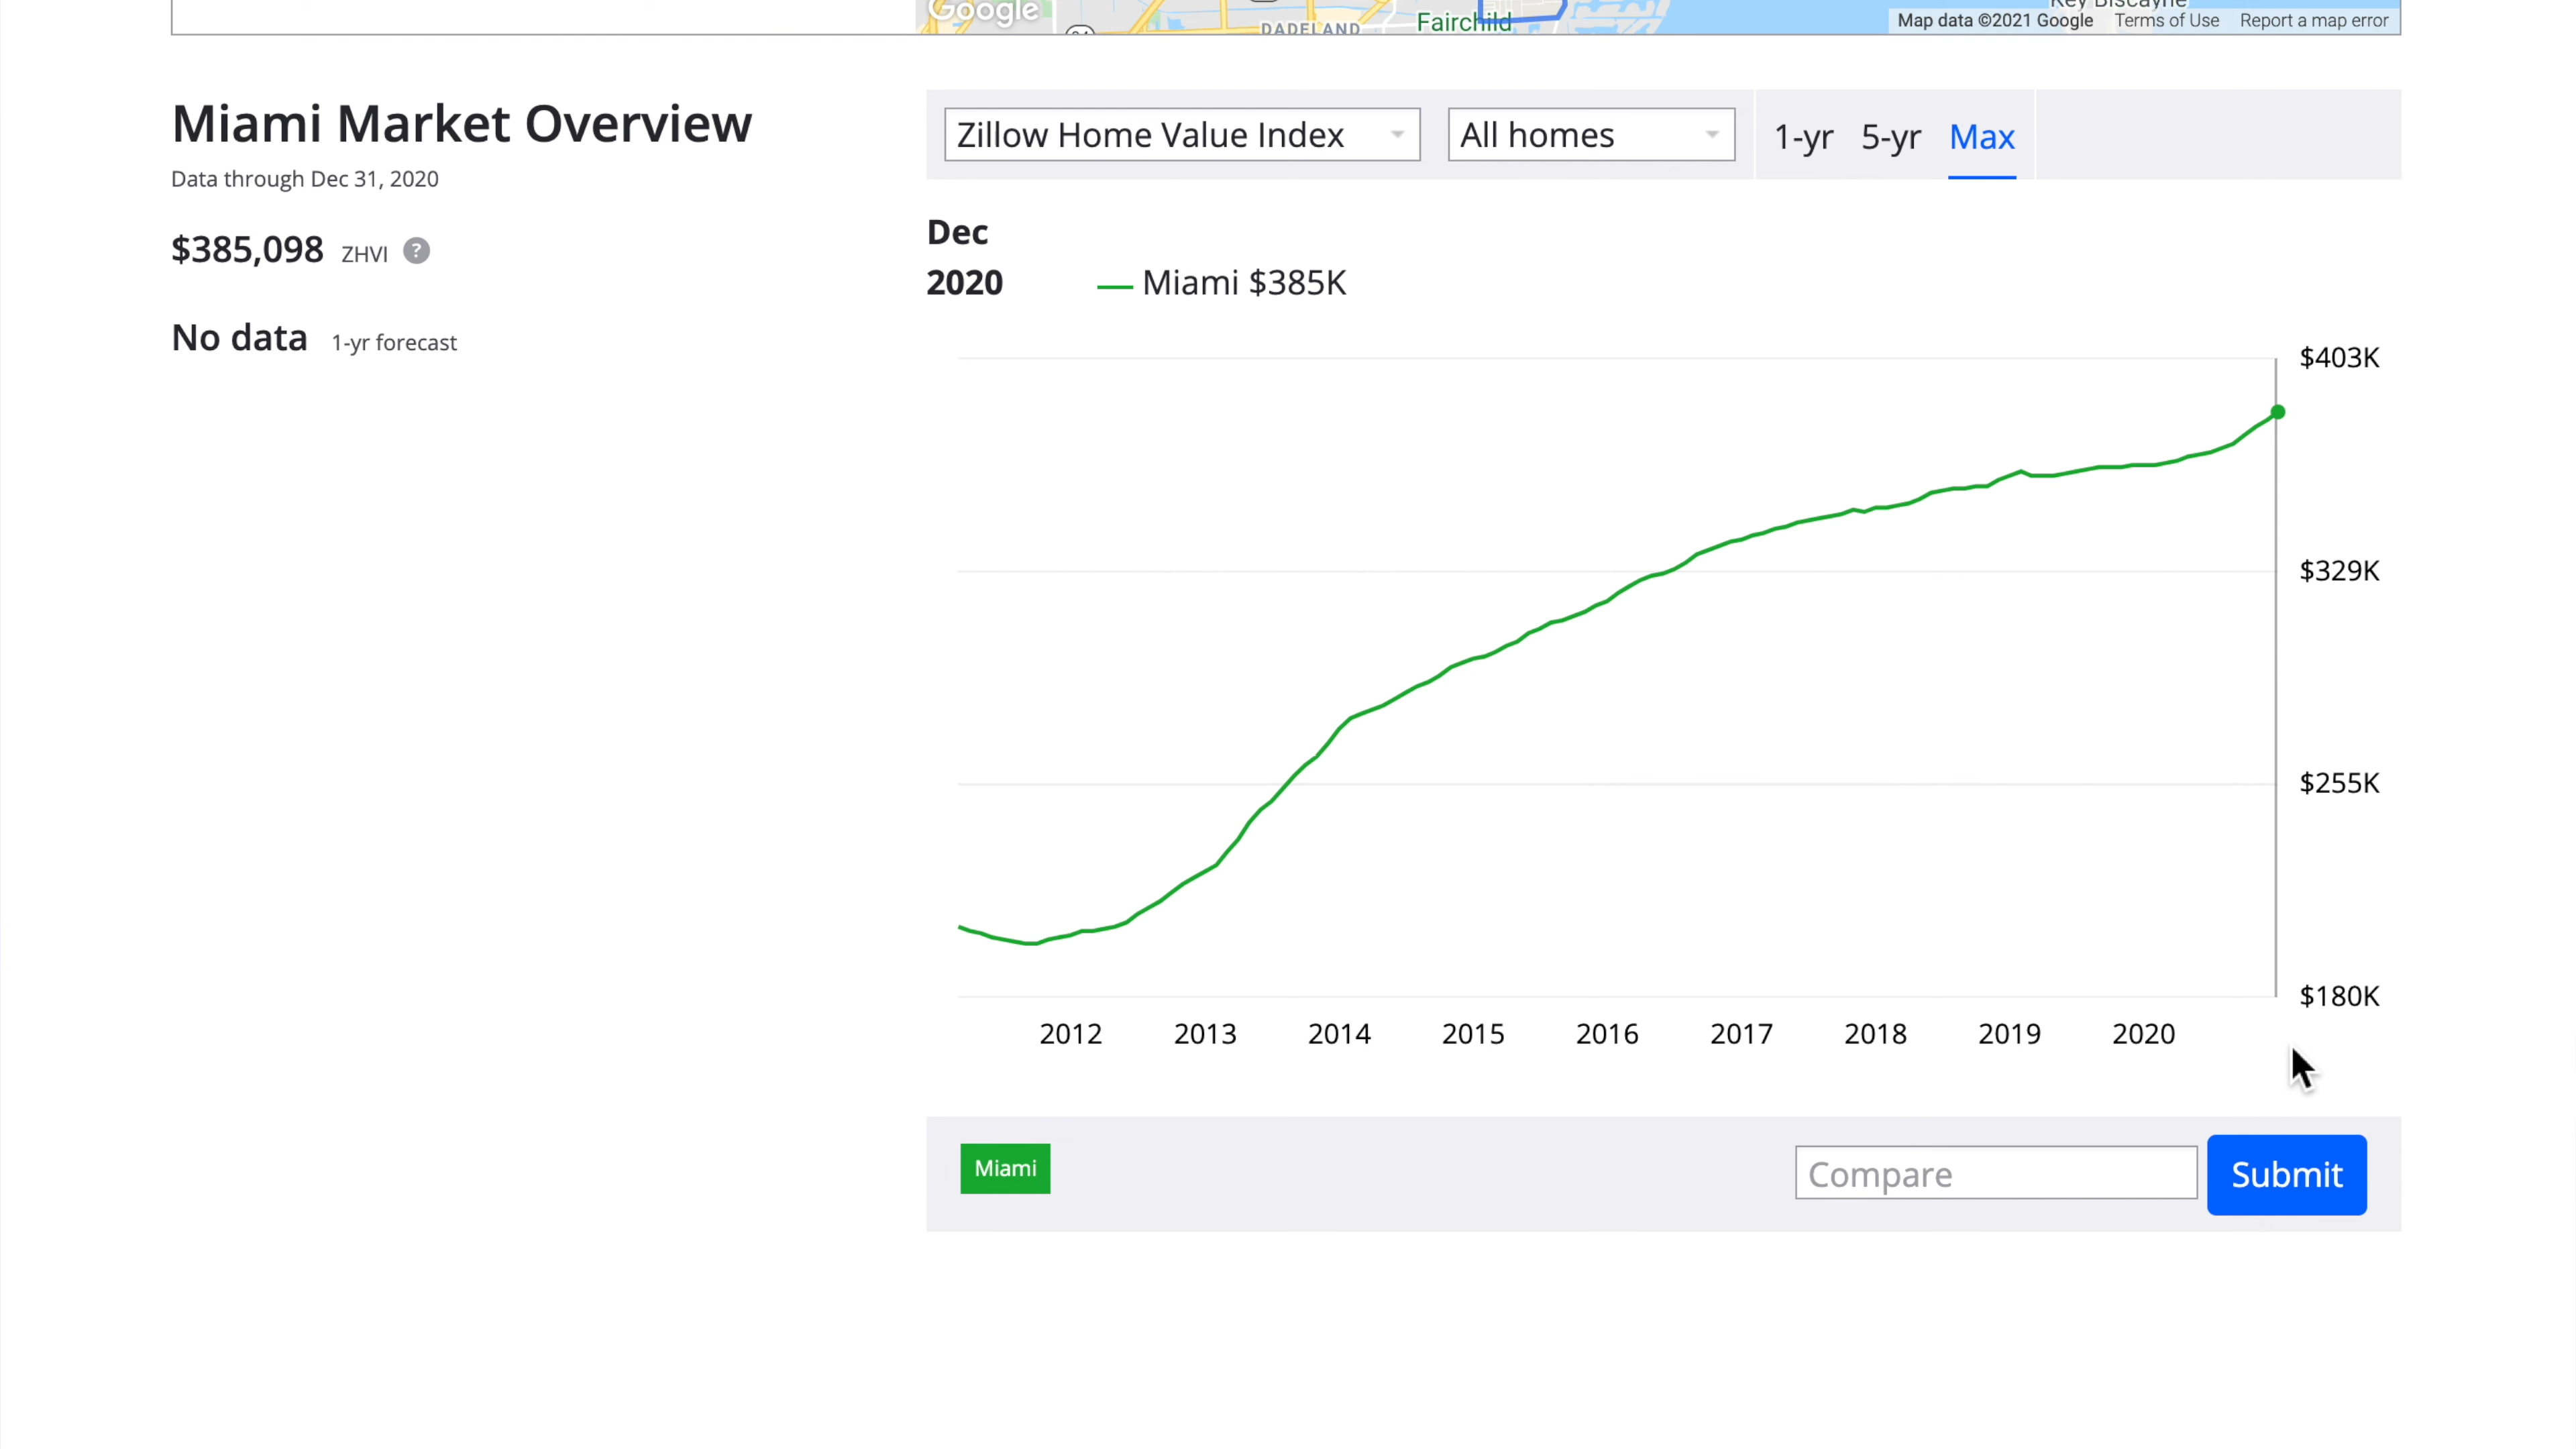 Google
DADELAND
Fairchild
Key Biscayne
Map data ©2021 Google Terms of Use Report a map error
Miami Market Overview
Data through Dec 31, 2020
$385,098 ZHVI ?
No data 1-yr forecast
Zillow Home Value Index
All homes
1-yr 5-yr Max
Dec
2020
Miami $385K
$403K
$329K
$255K
$180K
2012 2013 2014 2015 2016 2017 2018 2019 2020
Miami
Compare
Submit